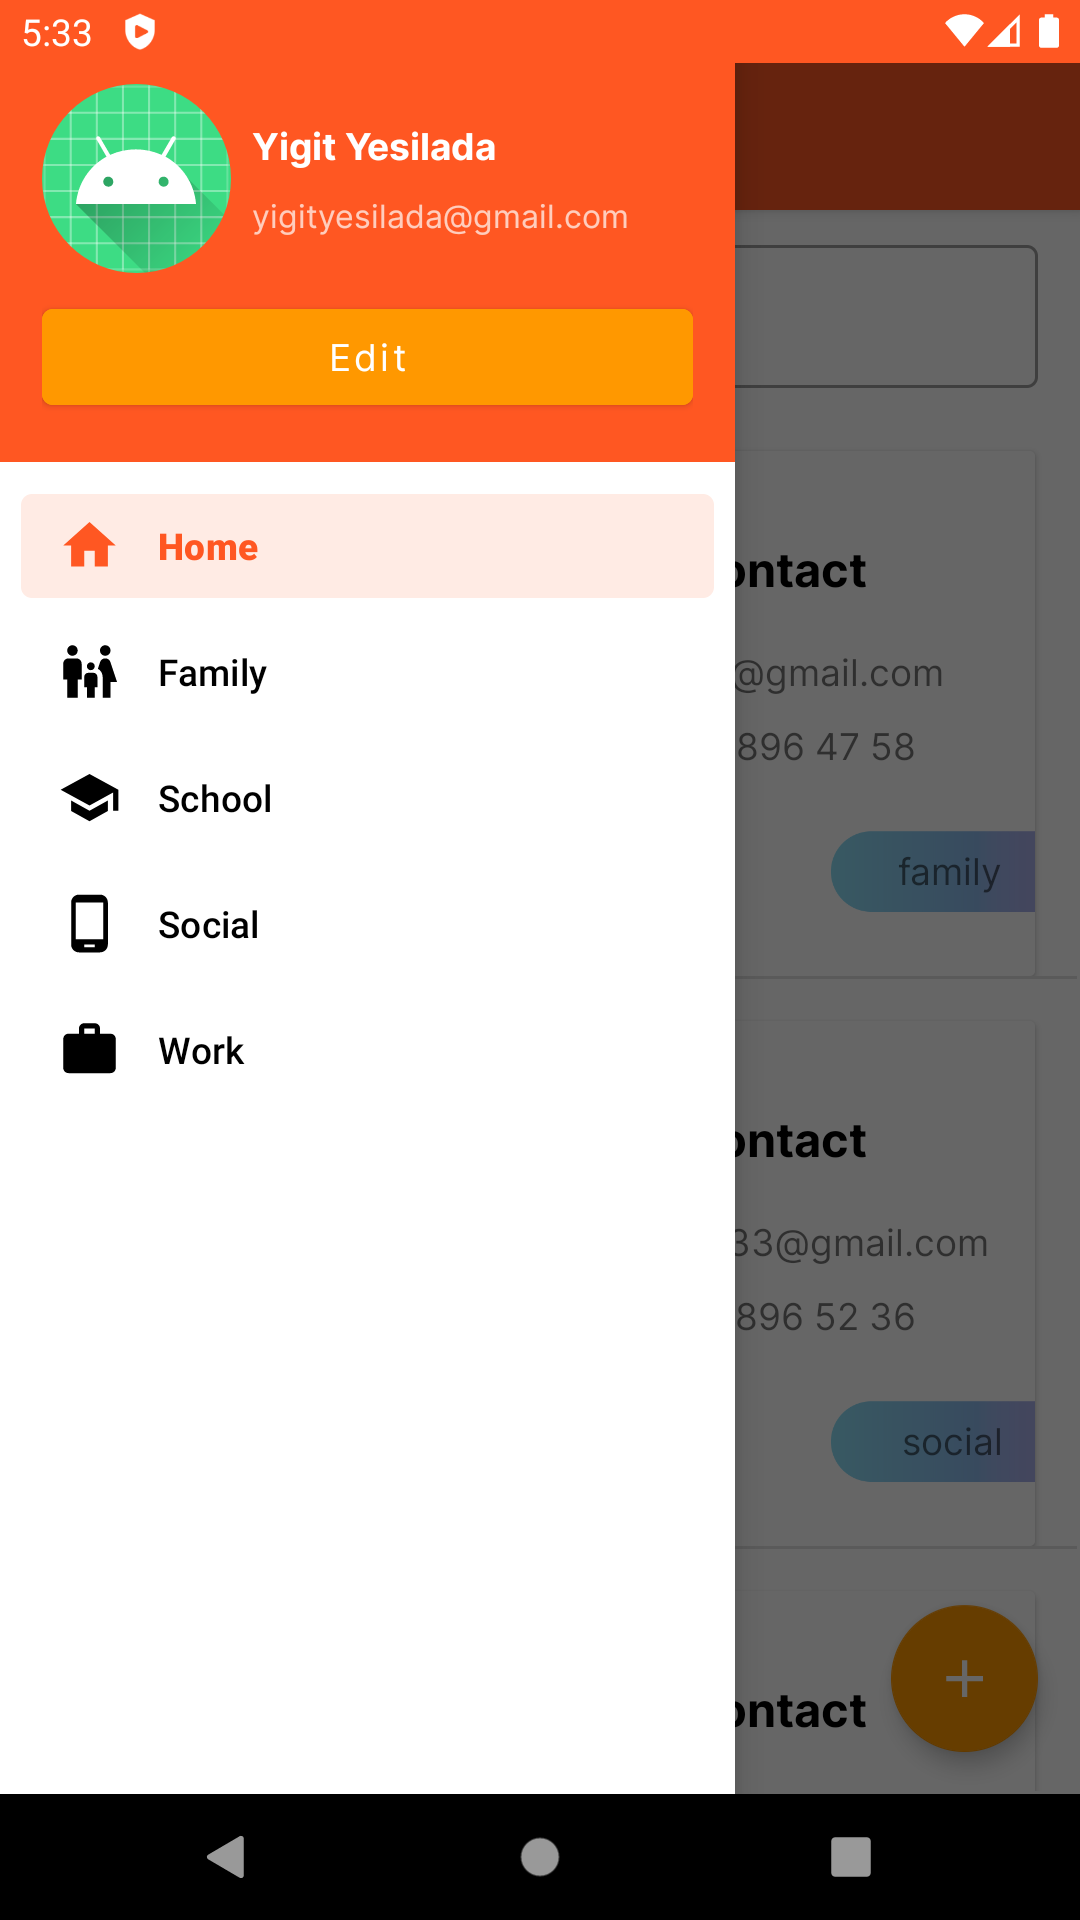 5:33
Yigit Yesilada
yigityesilada@gmail.com
Edit
Home
Family
School
Social
Work
ontact
@gmail.com
896 47 58
family
ontact
33@gmail.com
896 52 36
social
ontact